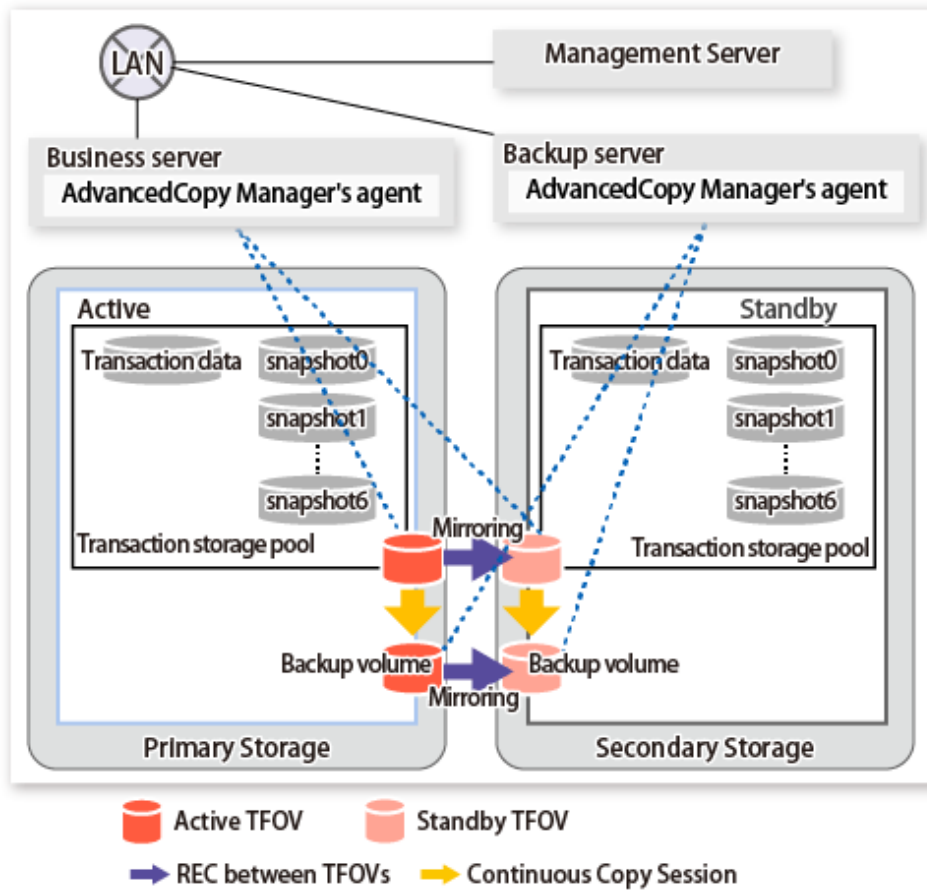 LAN
Management Server
Business server
AdvancedCopy Manager's agent
Backup server
AdvancedCopy Manager's agent
Active
Transaction data
snapshot0
snapshot1
snapshot6
Transaction storage pool
Standby
Transaction data
snapshot0
snapshot1
snapshot6
Transaction storage pool
Mirroring
Backup volume
Backup volume
Mirroring
Primary Storage
Secondary Storage
Active TFOV
Standby TFOV
REC between TFOVs
Continuous Copy Session